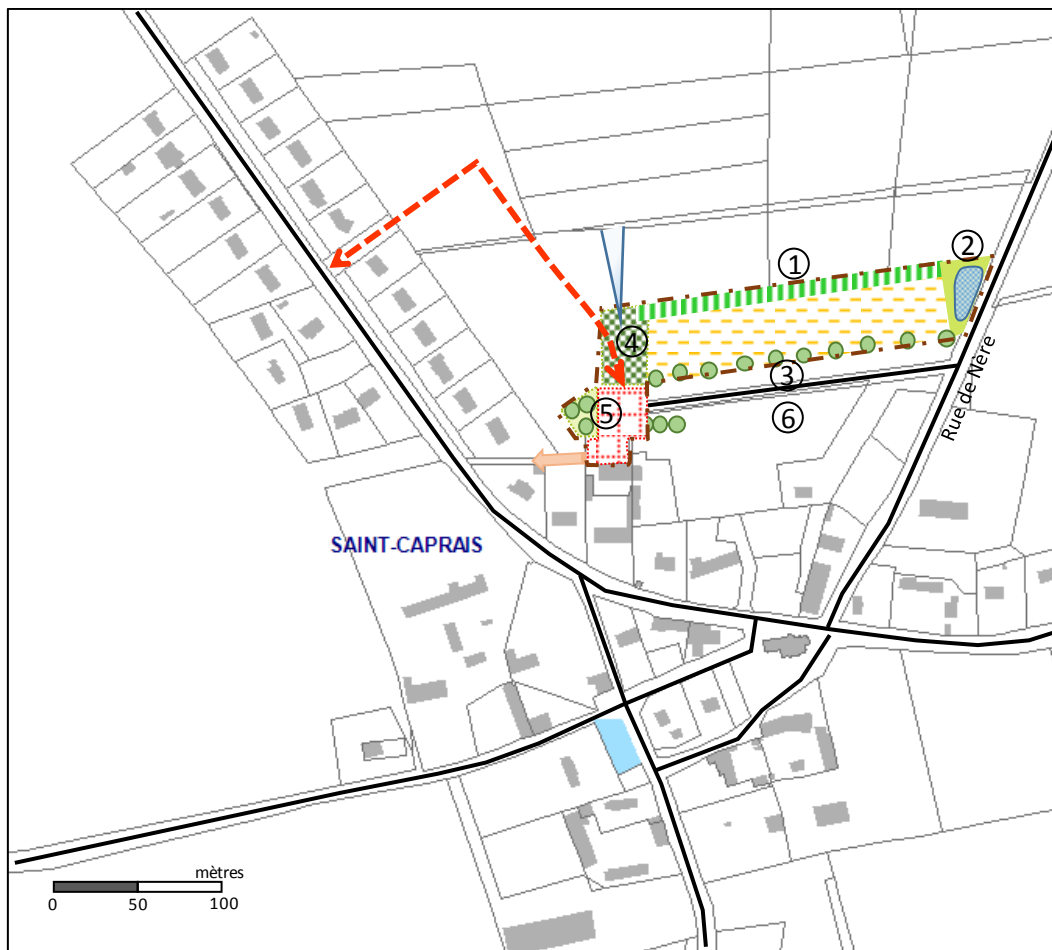 ②
①
④
③
⑤
⑥
Rue de Nère
SAINT-CAPRAIS
mètres
0 50 100